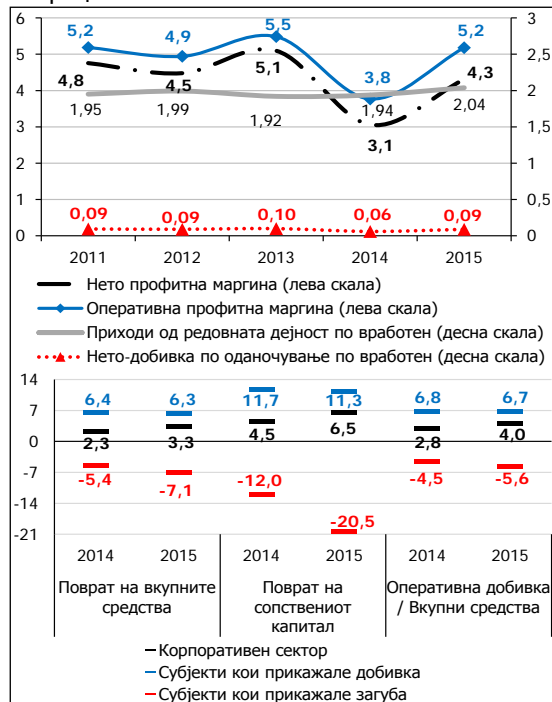 6
5
4
3
2
1
0
3
2,5
2
1,5
1
0,5
0
5,2
4,9
5,5
3,8
5,2
4,8
4,5
5,1
3,1
4,3
1,95
1,99
1,92
1,94
2,04
0,09
0,09
0,10
0,06
0,09
2011 2012 2013 2014 2015
Нето профитна маргина (лева скала)
Оперативна профитна маргина (лева скала)
Приходи од редовната дејност по вработен (десна скала)
Нето-добивка по оданочување по вработен (десна скала)
14
7
0
-7
-14
-21
6,4 6,3 11,7 11,3 6,8 6,7
2,3 3,3 4,5 6,5 2,8 4,0
-5,4 -7,1 -12,0 -20,5 -4,5 -5,6
2014 2015 2014 2015 2014 2015
Поврат на вкупните
средства
Поврат на
сопствениот
капитал
Оперативна добивка
/ Вкупни средства
Корпоративен сектор
Субјекти кои прикажале добивка
Субјекти кои прикажале загуба